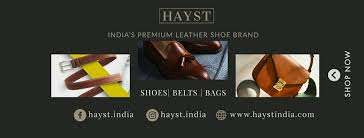 HAYST
INDIA'S PREMIUM LEATHER SHOE BRAND
SHOES| BELTS | BAGS
SHOP NOW
hayst.india
hayst.india
www.haystindia.com